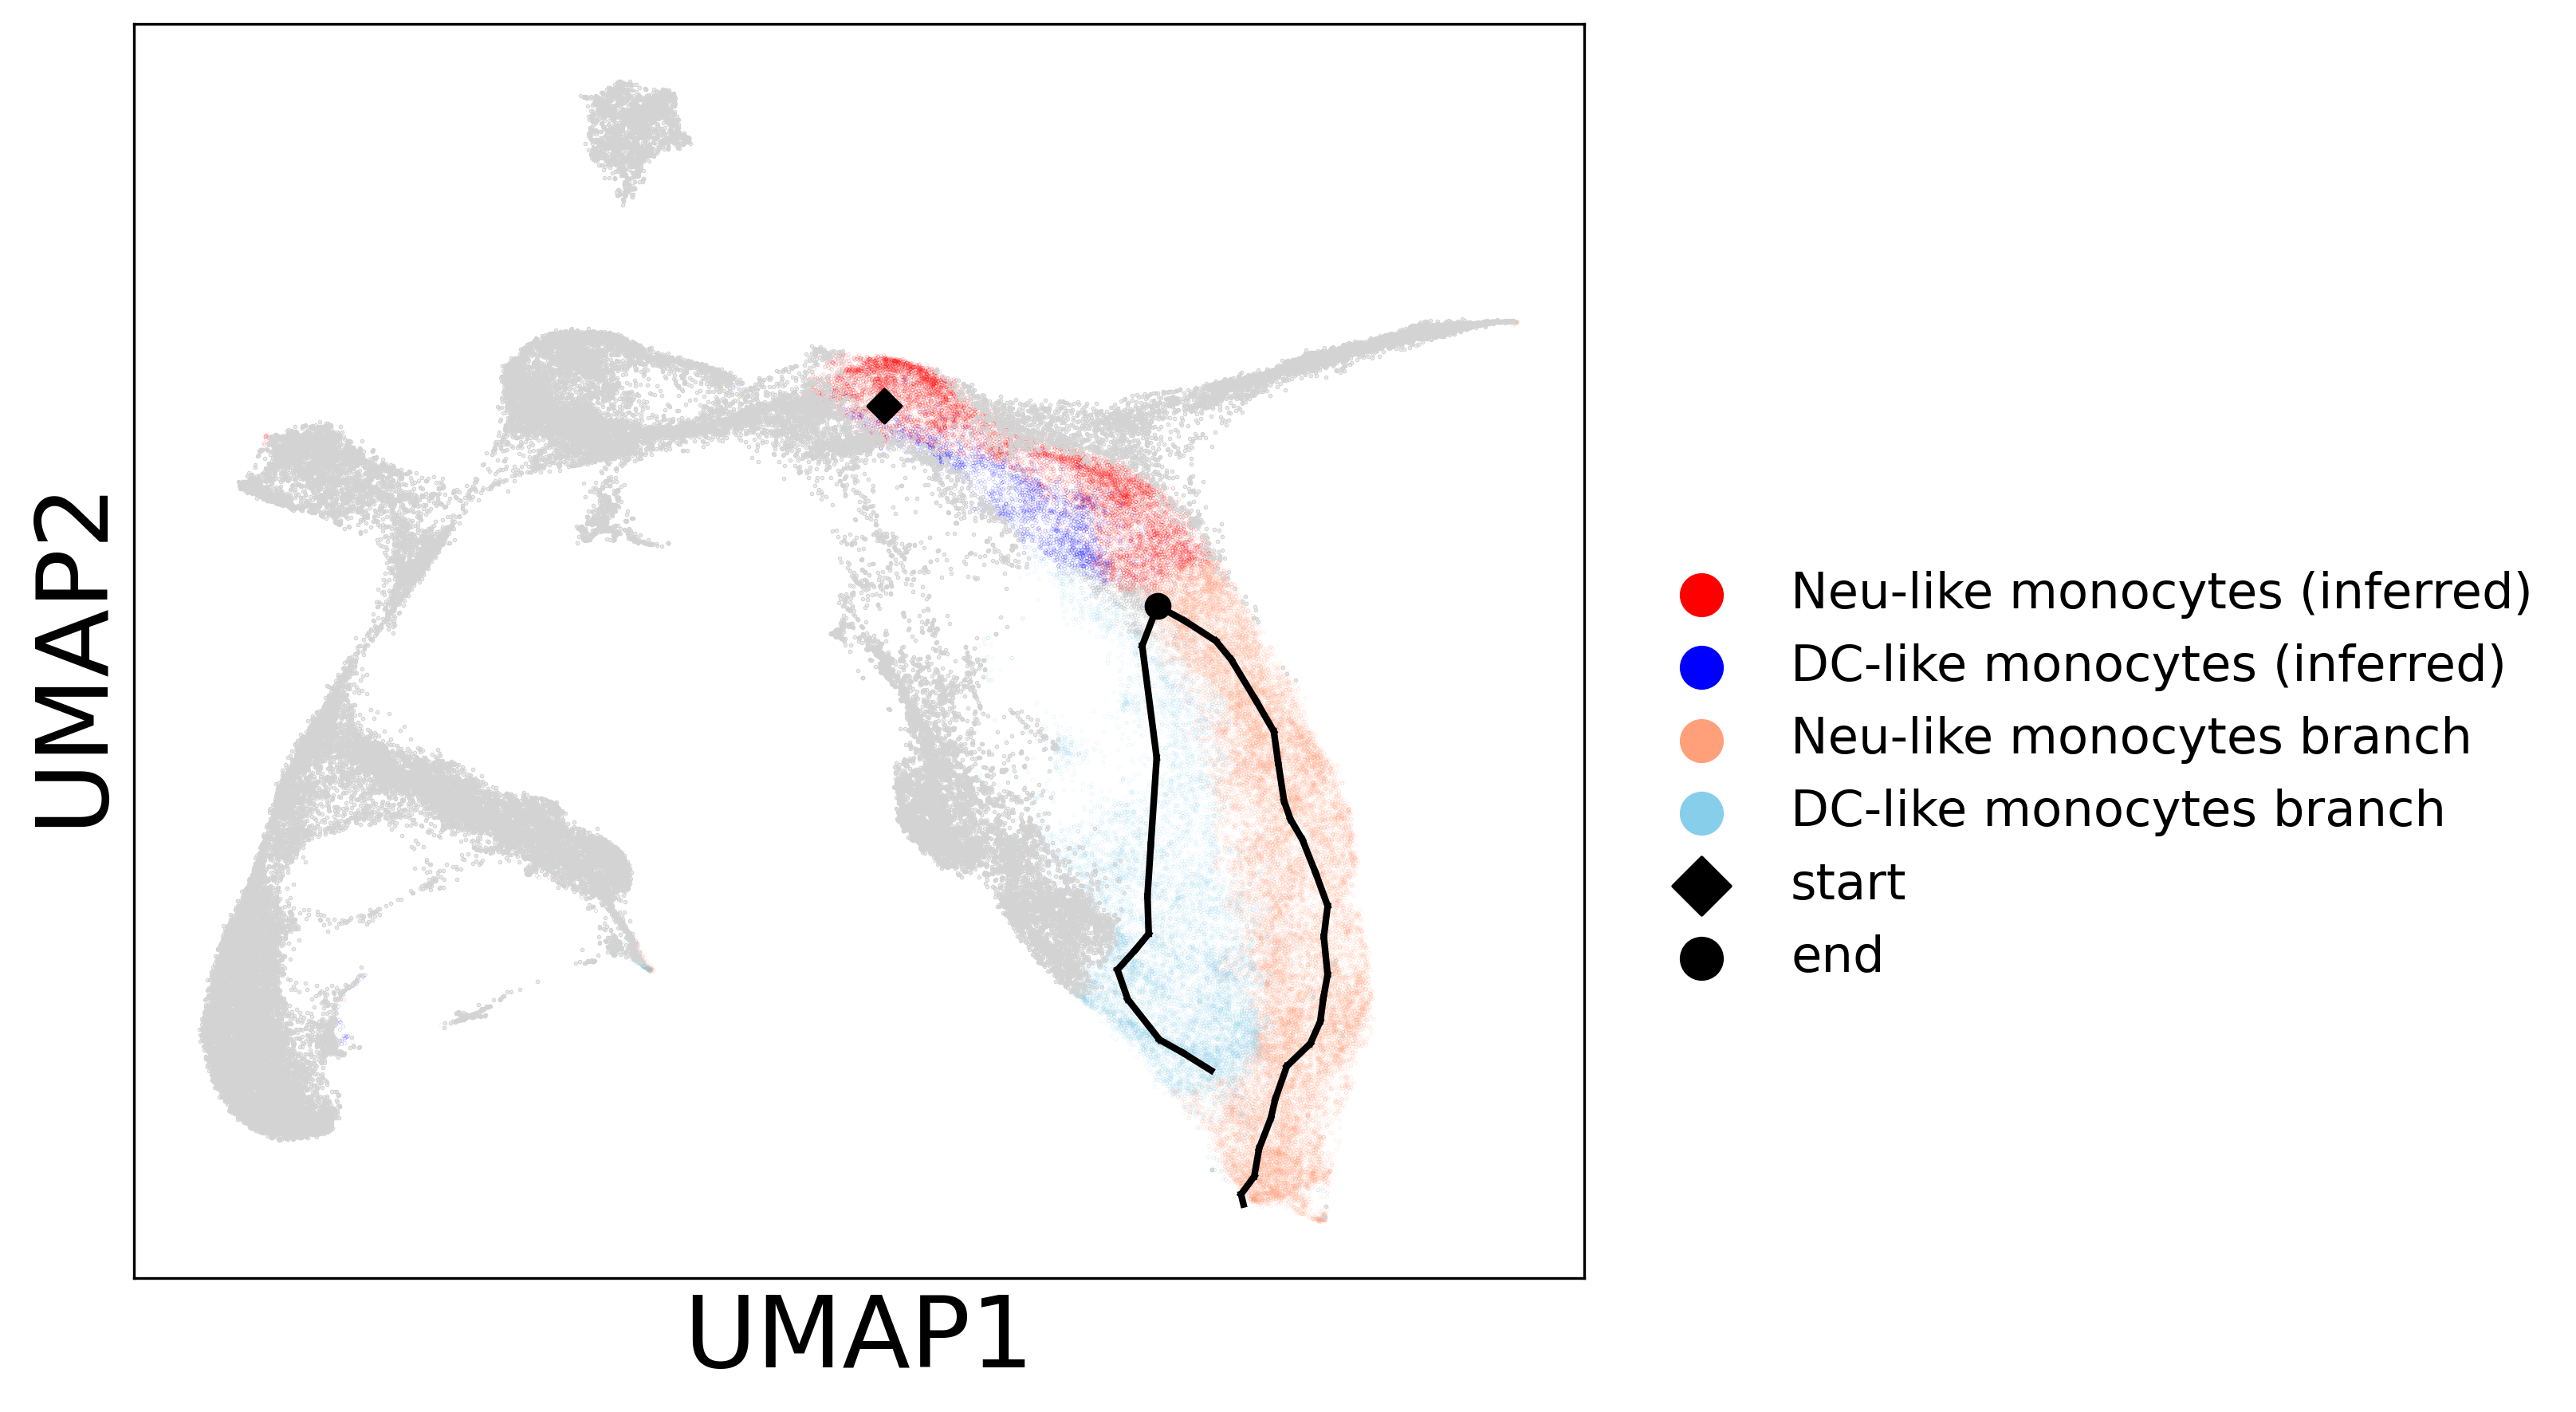 UMAP2
UMAP1
Neu-like monocytes (inferred)
DC-like monocytes (inferred)
Neu-like monocytes branch
DC-like monocytes branch
start
end